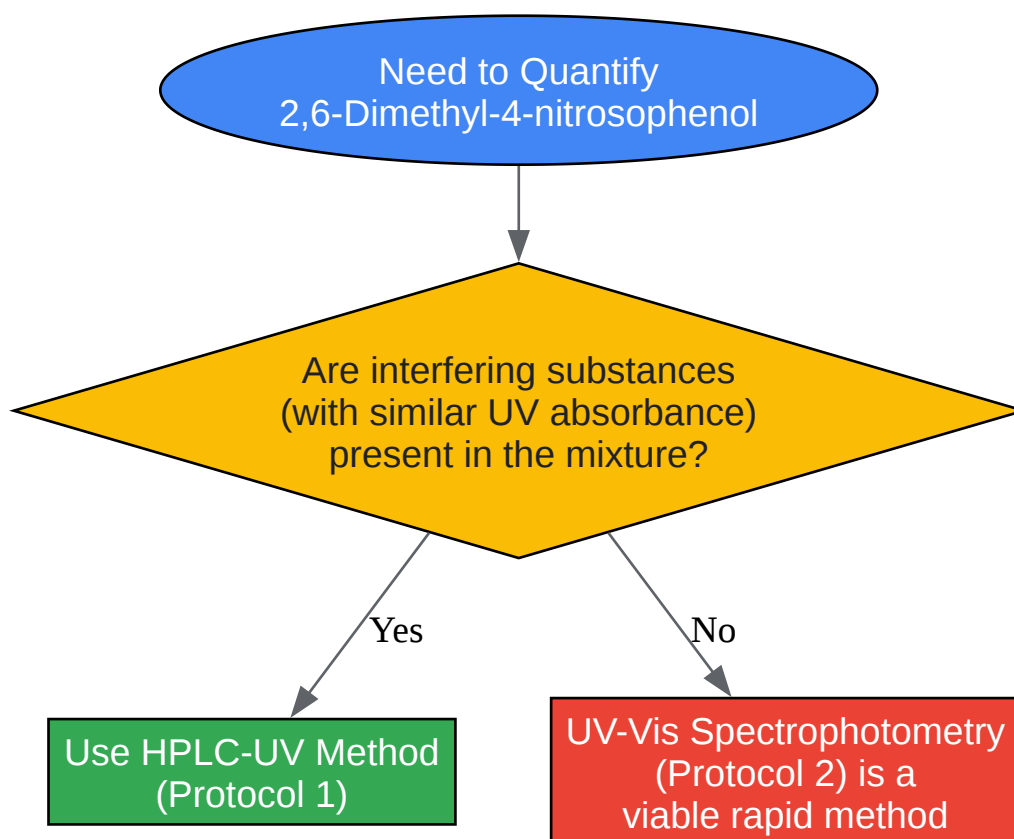 Need to Quantify
2,6-Dimethyl-4-nitrosophenol
Are interfering substances
(with similar UV absorbance)
present in the mixture?
Yes
No
Use HPLC-UV Method
(Protocol 1)
UV-Vis Spectrophotometry
(Protocol 2) is a
viable rapid method